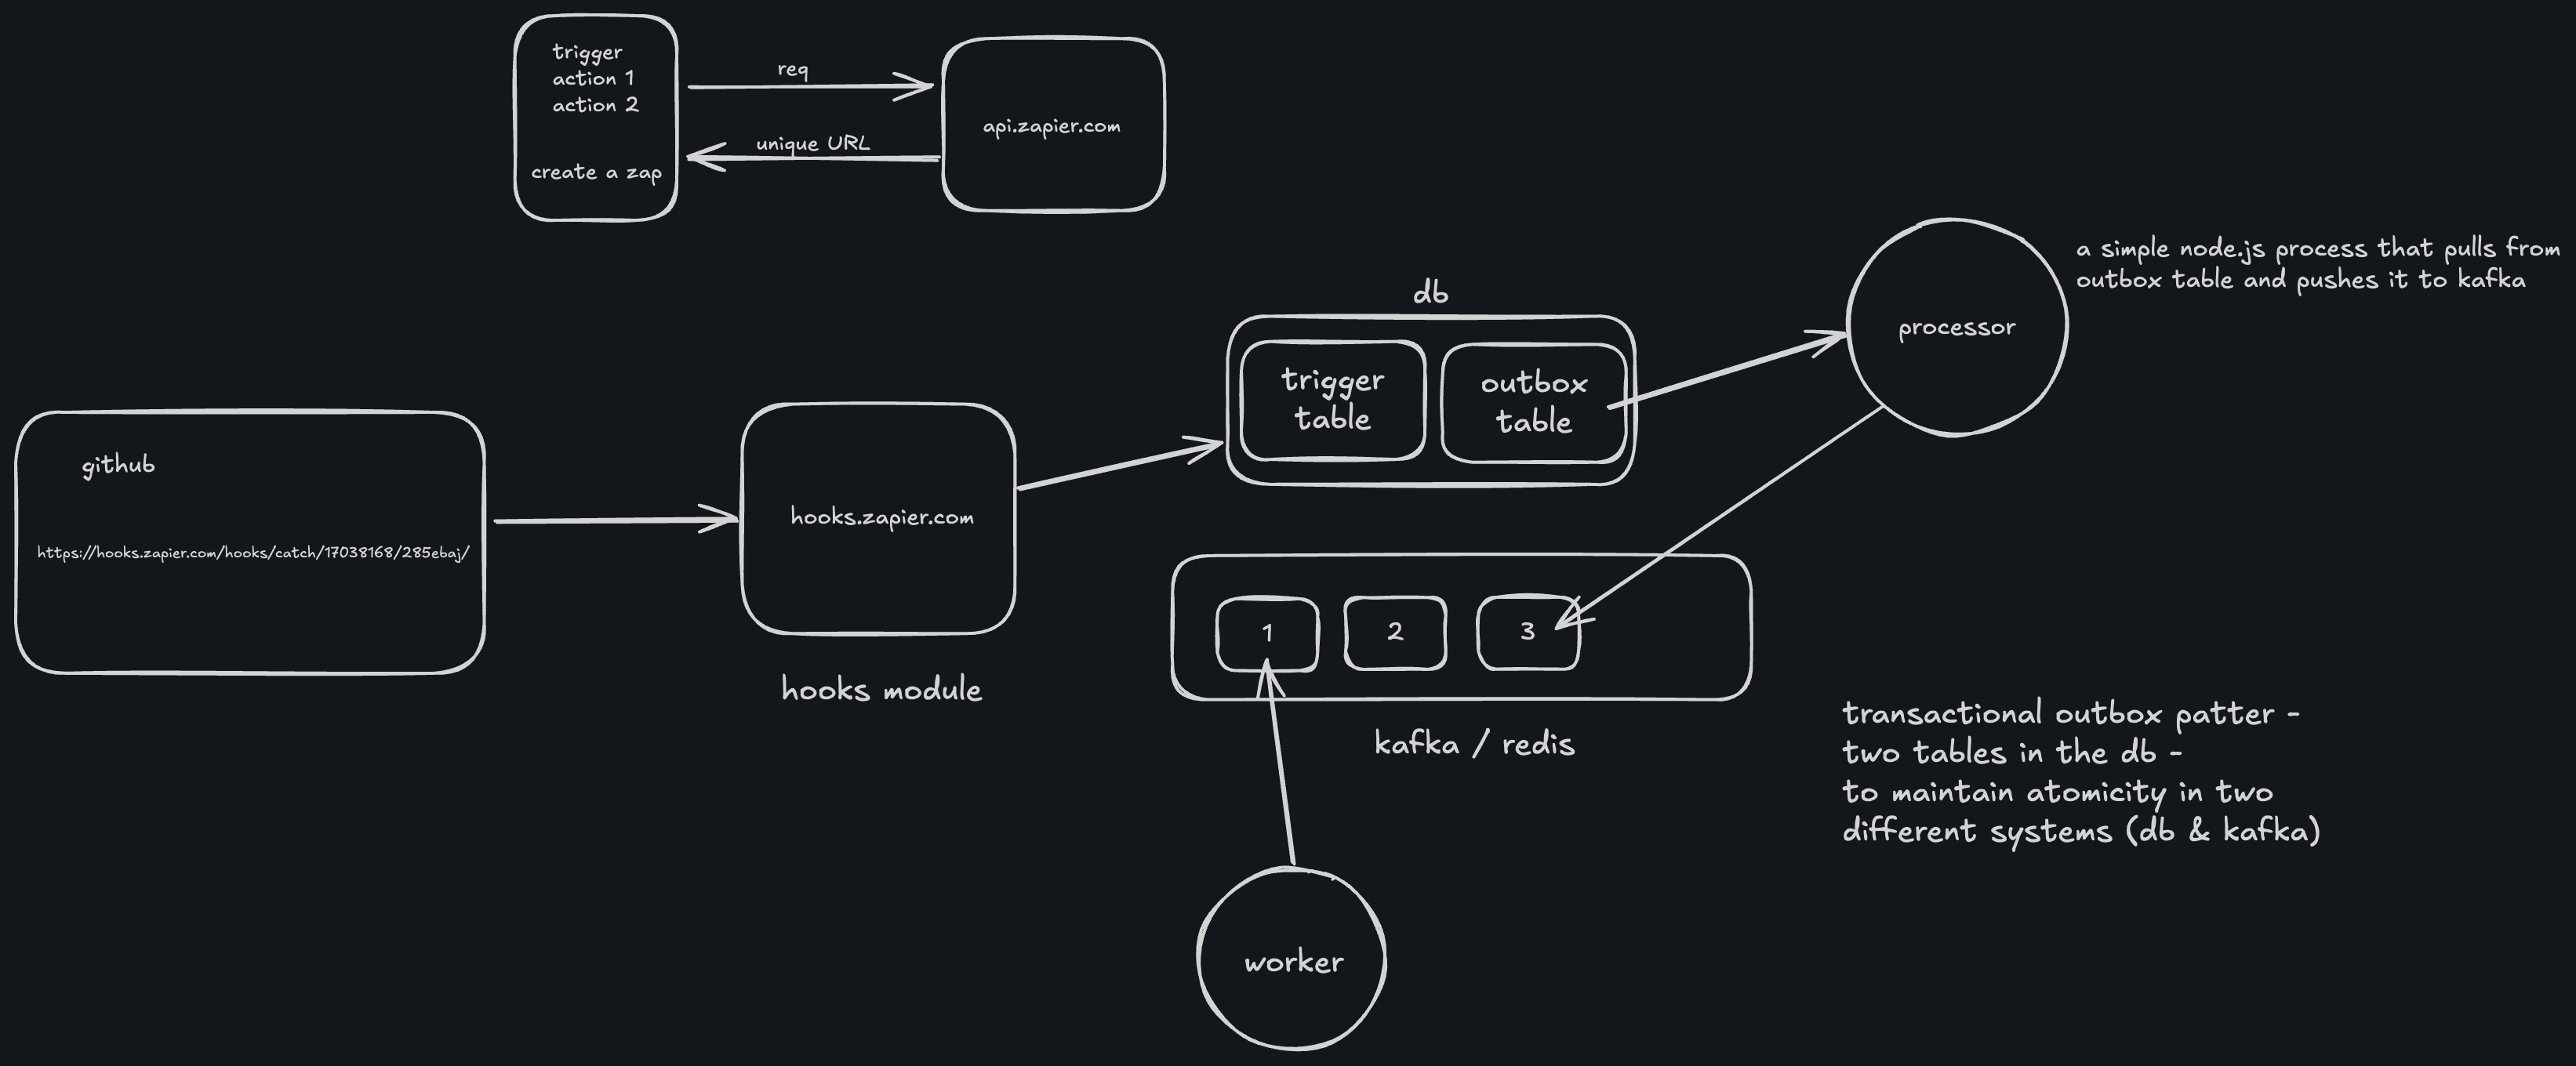 trigger
action 1
action 2
create a zap
req
unique URL
api.zapier.com
github
https://hooks.zapier.com/hooks/catch/17038168/285ebaj/
hooks.zapier.com
hooks module
db
trigger
table
outbox
table
processor
a simple node.js process that pulls from
outbox table and pushes it to kafka
1
2
3
kafka / redis
worker
transactional outbox patter -
two tables in the db -
to maintain atomicity in two
different systems (db & kafka)